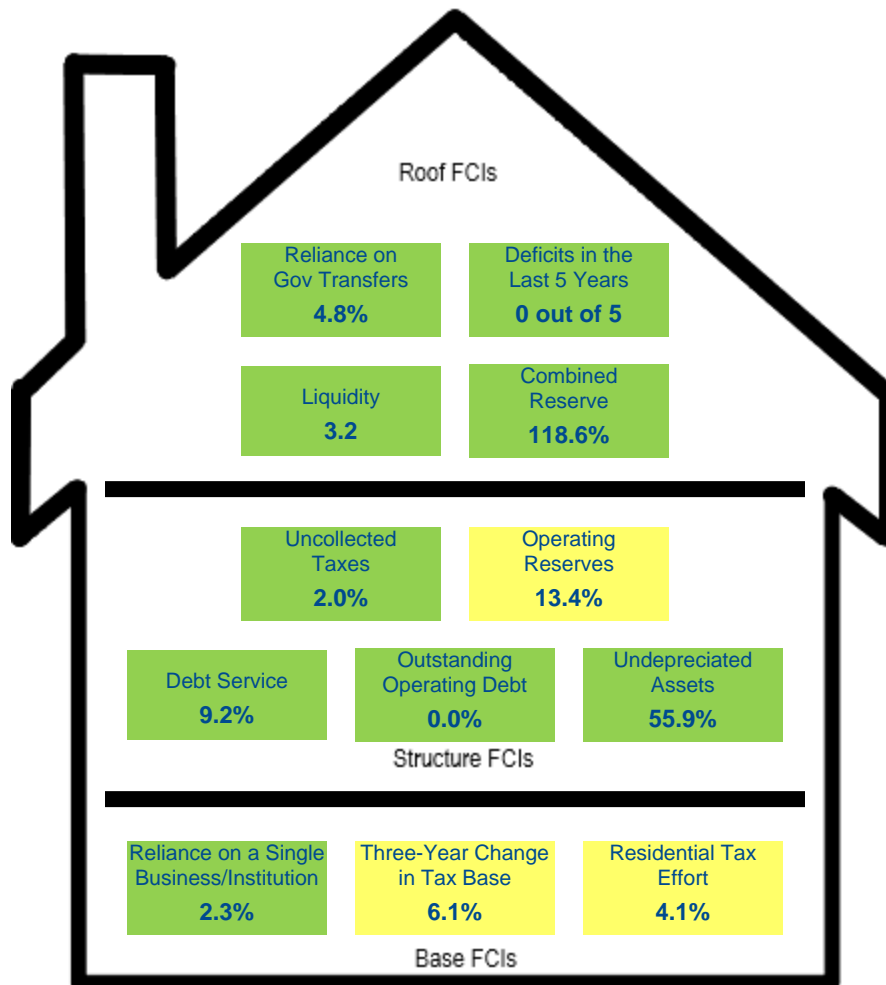 Roof FCIs
Reliance on
Gov Transfers
4.8%
Deficits in the
Last 5 Years
0 out of 5
Liquidity
3.2
Combined
Reserve
118.6%
Uncollected
Taxes
2.0%
Operating
Reserves
13.4%
Debt Service
9.2%
Outstanding
Operating Debt
0.0%
Undepreciated
Assets
55.9%
Structure FCIs
Reliance on a Single
Business/Institution
2.3%
Three-Year Change
in Tax Base
6.1%
Residential Tax
Effort
4.1%
Base FCIs